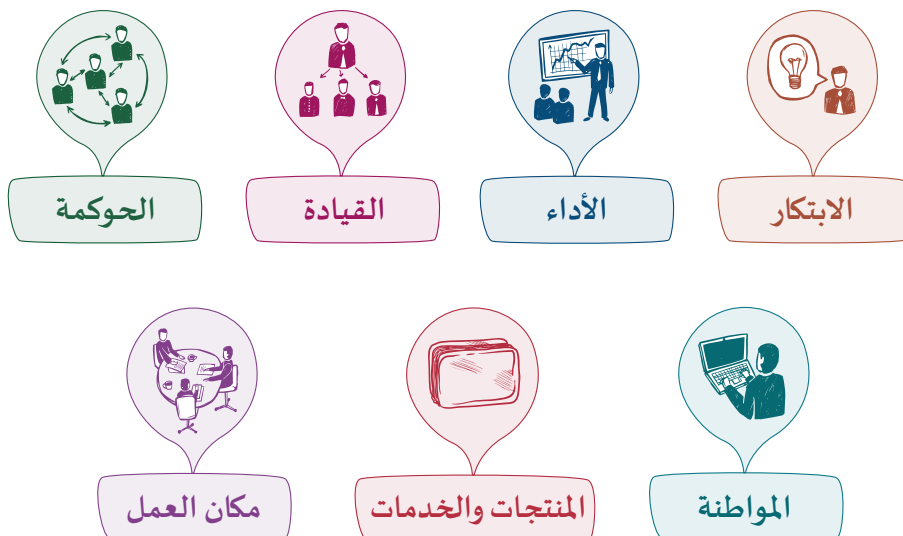 الابتكار
الأداء
القيادة
الحوكمة
المواطنة
المنتجات والخدمات
مكان العمل